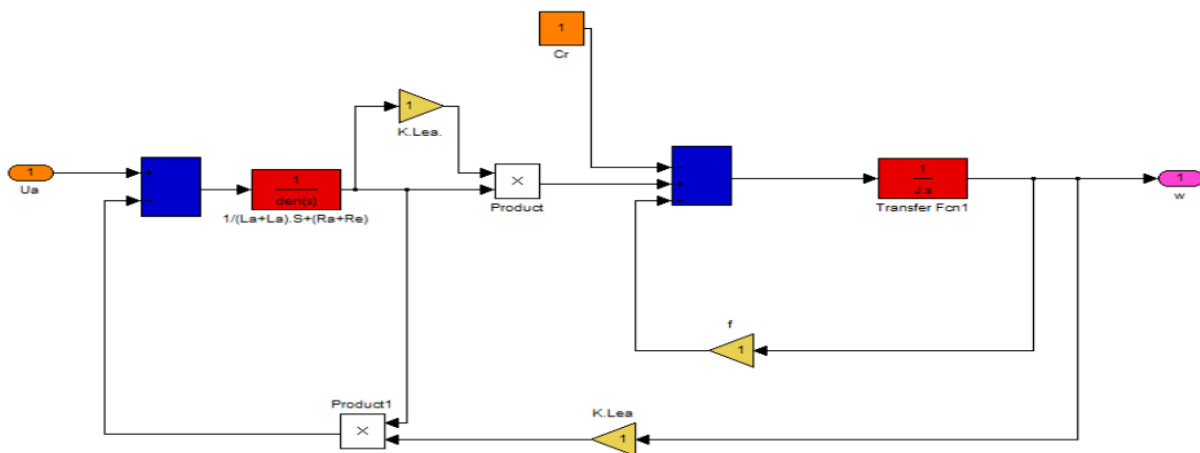 1
Cr
1
K.Lea.
1
Ua
+
-
1
den(s)
1/(La+La).S+(Ra+Re)
×
Product
-
+
-
1
J.s
Transfer Fcn1
1
w
f
1
Product1
×
K.Lea
1